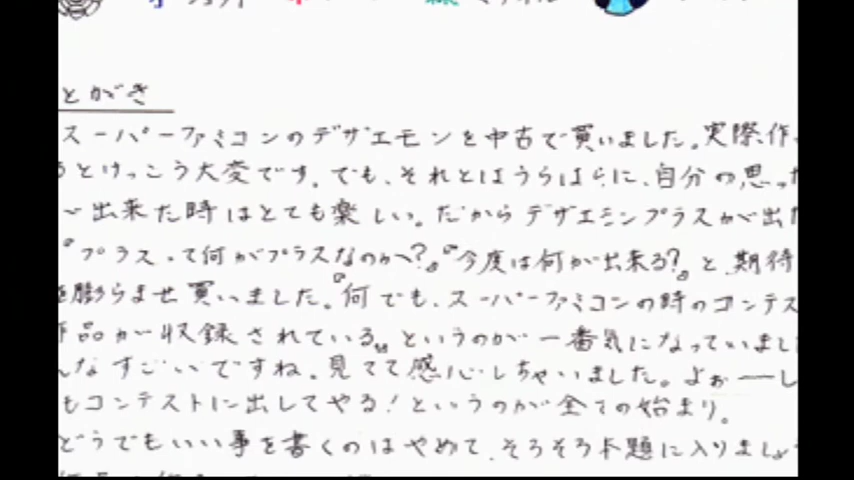 とがき
スーパーファミコンのデザエモンを中古で買いました。実際、作
るとけっこう大変です。でも、それとはうらはらに、自分の思っ
出来た時はとても楽しい。だからデザエモンプラスが出
『プラスって何がプラスなのか?』『今度は何が出来る?』と、期待
を膨らませ買いました。『何でも、スーパーファミコンの時のコンテス
作品が収録されている』というのが一番気になっていまし
んなすごいですね。見てて感心しちゃいました。よぉーーし
もコンテストに出してやる!というのが全ての始まり。
どうでもいい事を書くのはやめて、そろそろ本題に入りましょ